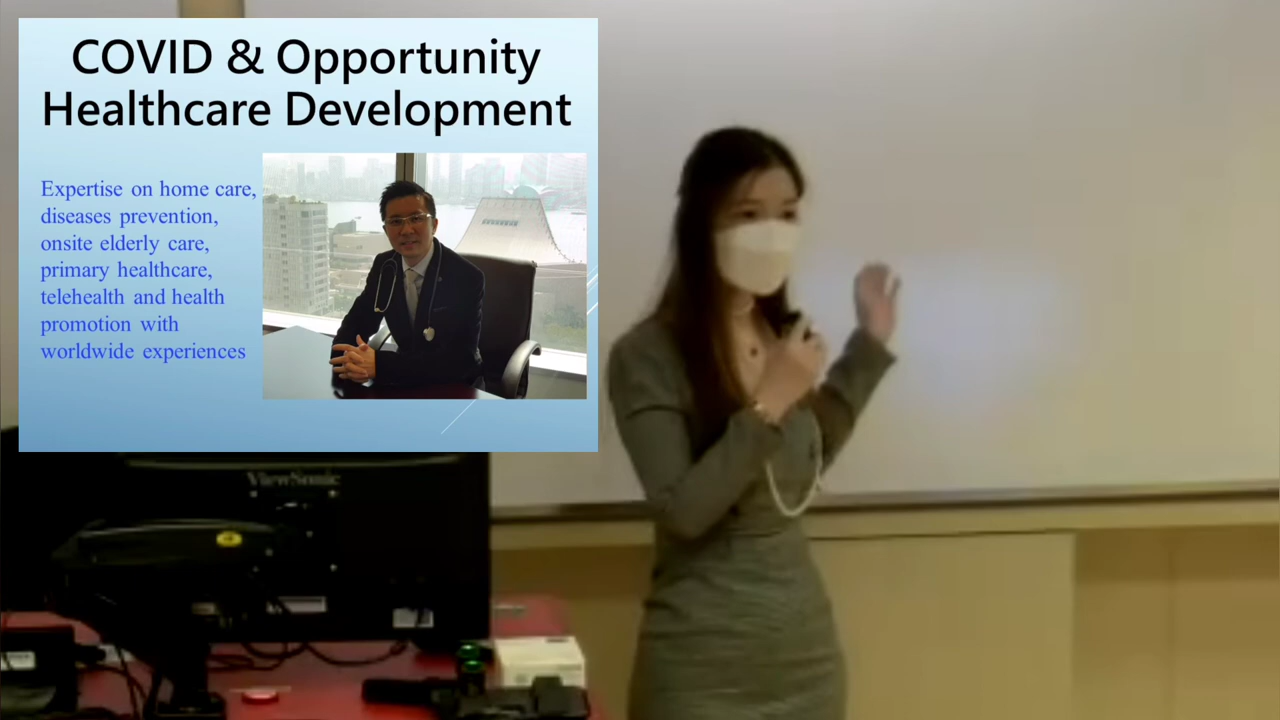 COVID & Opportunity
Healthcare Development
Expertise on home care,
diseases prevention,
onsite elderly care,
primary healthcare,
telehealth and health
promotion with
worldwide experiences
ViewSonic